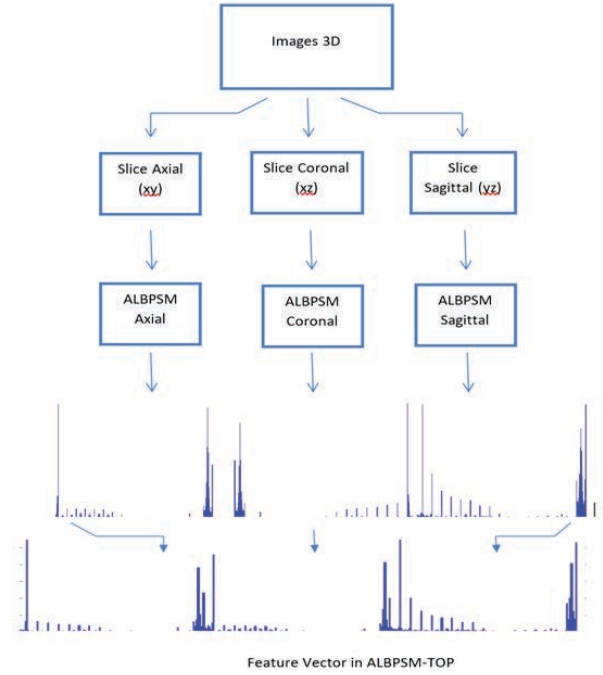 Images 3D
Slice Axial
(xy)
Slice Coronal
(xz)
Slice
Sagittal (yz)
ALBPSM
Axial
ALBPSM
Coronal
ALBPSM
Sagittal
Feature Vector in ALBPSM-TOP